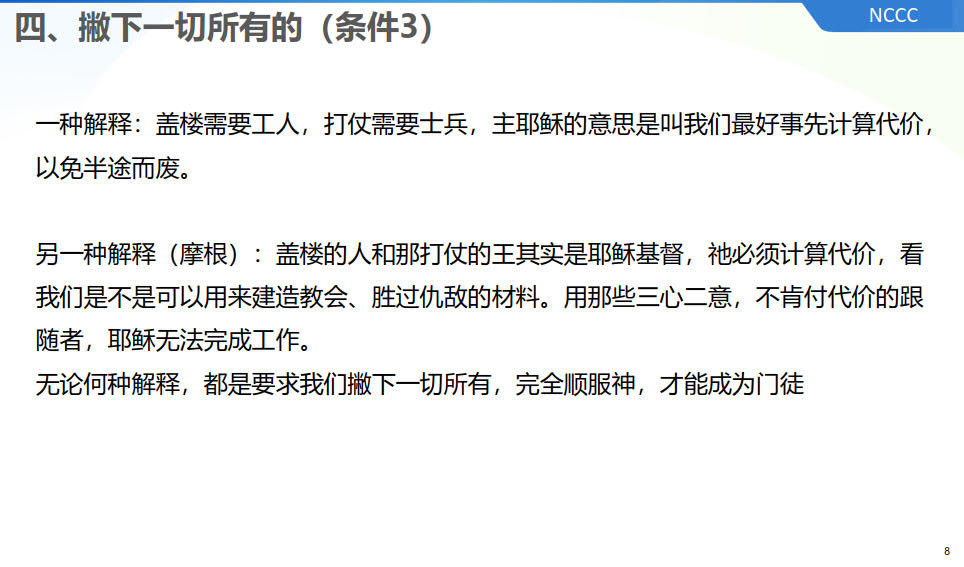 四、撇下一切所有的（条件3）
NCCC
一种解释：盖楼需要工人，打仗需要士兵，主耶稣的意思是叫我们最好事先计算代价，
以免半途而废。
另一种解释（摩根）：盖楼的人和那打仗的王其实是耶稣基督，祂必须计算代价，看
我们是不是可以用来建造教会、胜过仇敌的材料。用那些三心二意，不肯付代价的跟
随者，耶稣无法完成工作。
无论何种解释，都是要求我们撇下一切所有，完全顺服神，才能成为门徒
8